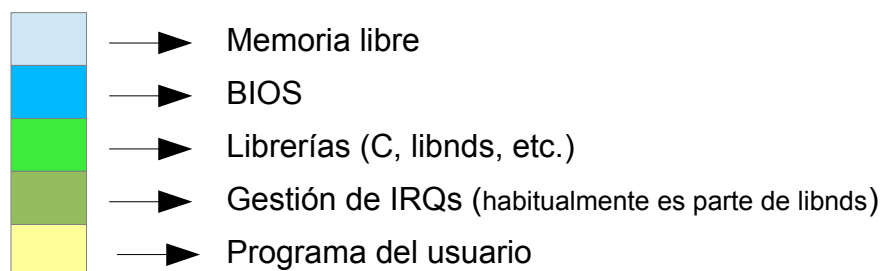 Memoria libre
BIOS
Librerías (C, libnds, etc.)
Gestión de IRQs (habitualmente es parte de libnds)
Programa del usuario